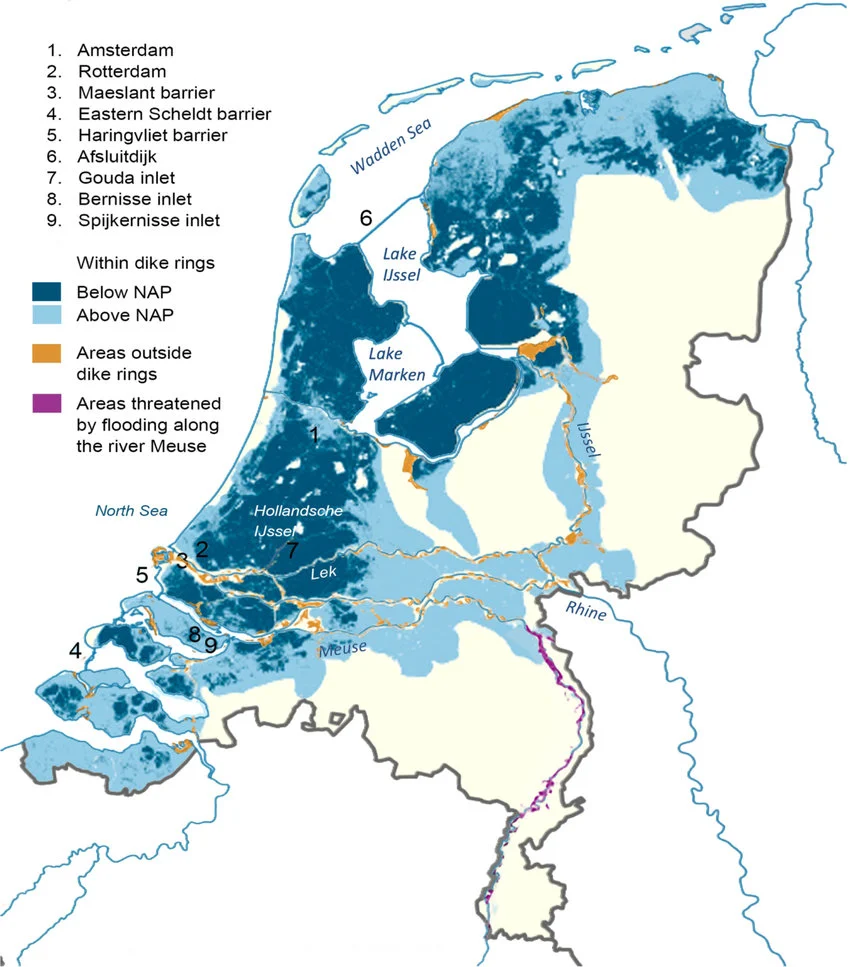 1. Amsterdam
2. Rotterdam
3. Maeslant barrier
4. Eastern Scheldt barrier
5. Haringvliet barrier
6. Afsluitdijk
7. Gouda inlet
8. Bernisse inlet
9. Spijkernisse inlet
Within dike rings
Below NAP
Above NAP
Areas outside
dike rings
Areas threatened
by flooding along
the river Meuse
Wadden Sea
6
Lake
IJssel
Lake
Marken
1
IJssel
North Sea
Hollandsche
IJssel
2
7
3
5
Lek
Rhine
8
9
4
Meuse